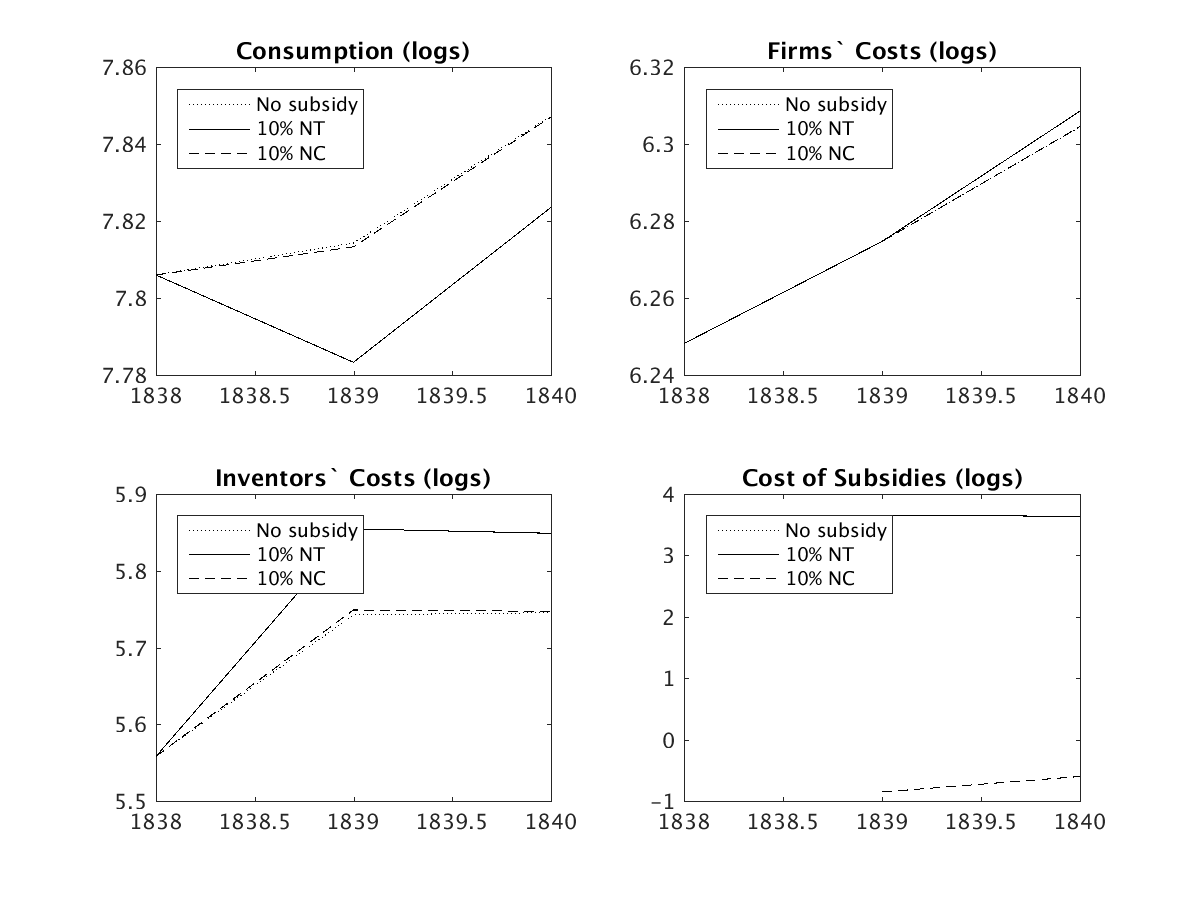 Consumption (logs)
7.86
7.84
7.82
7.8
7.78
1838
1838.5
1839
1839.5
1840
No subsidy
10% NT
10% NC
Firms` Costs (logs)
6.32
6.3
6.28
6.26
6.24
1838
1838.5
1839
1839.5
1840
No subsidy
10% NT
10% NC
Inventors` Costs (logs)
5.9
5.8
5.7
5.6
5.5
1838
1838.5
1839
1839.5
1840
No subsidy
10% NT
10% NC
Cost of Subsidies (logs)
4
3
2
1
0
−1
1838
1838.5
1839
1839.5
1840
No subsidy
10% NT
10% NC